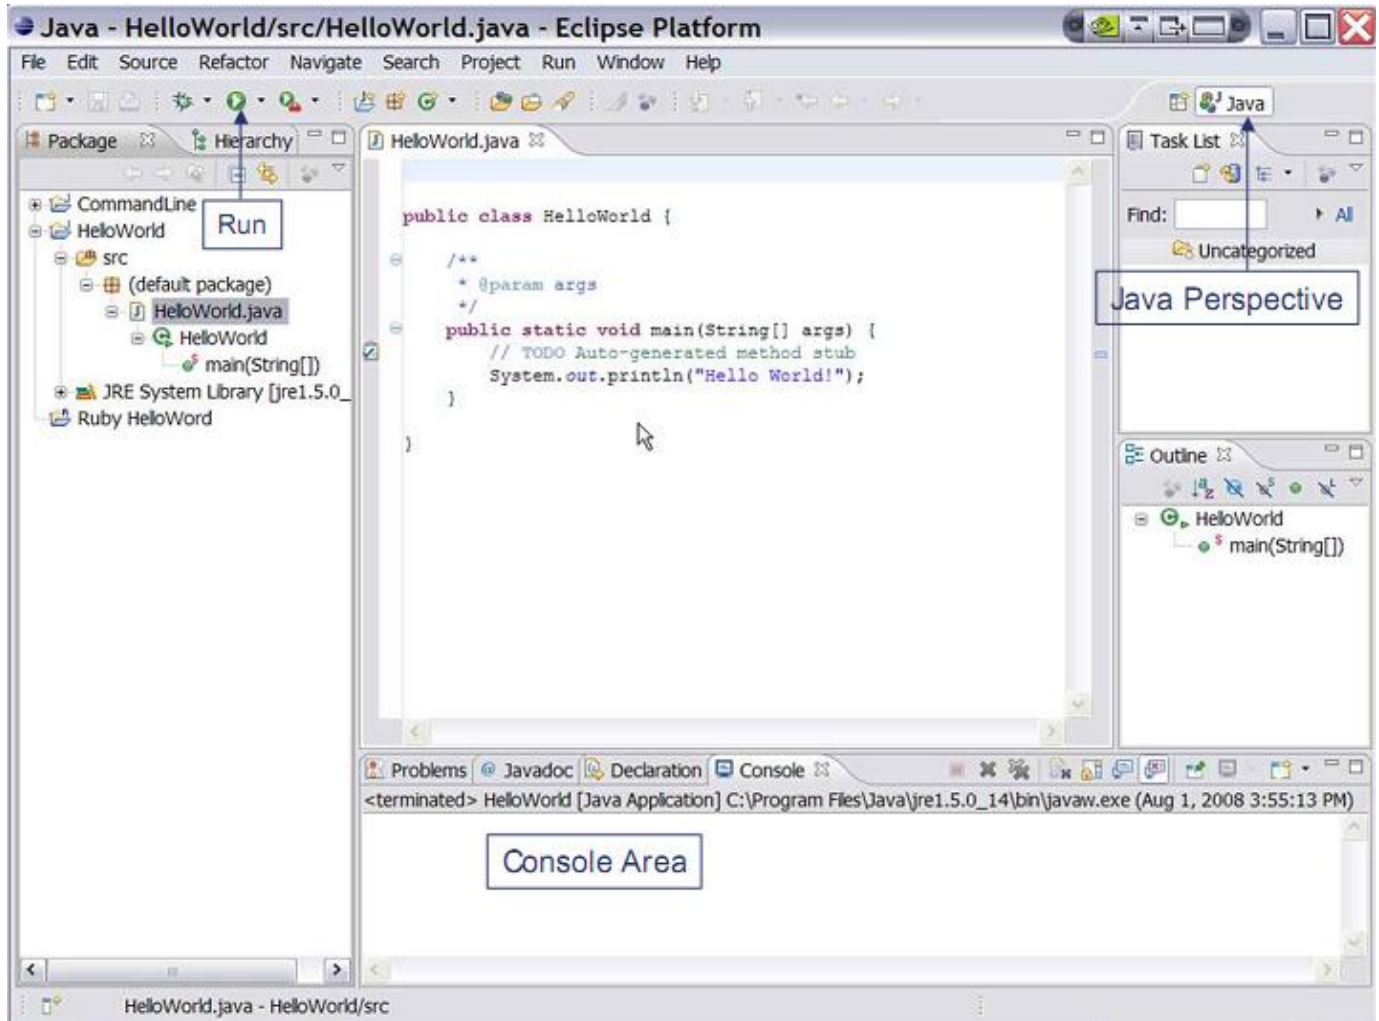 Java - HelloWorld/src/HelloWorld.java - Eclipse Platform
File Edit Source Refactor Navigate Search Project Run Window Help
Java
Package Hierarchy
CommandLine
HelloWorld
src
(default package)
HelloWorld.java
HelloWorld
main(String[])
JRE System Library [jre1.5.0_
Ruby HelloWord
Run
HelloWorld.java
public class HelloWorld {
/**
* @param args
*/
public static void main(String[] args) {
// TODO Auto-generated method stub
System.out.println("Hello World!");
}
}
Task List
Find: All
Uncategorized
Java Perspective
Outline
HelloWorld
main(String[])
Problems @ Javadoc Declaration Console
<terminated> HelloWorld [Java Application] C:\Program Files\Java\jre1.5.0_14\bin\javaw.exe (Aug 1, 2008 3:55:13 PM)
Console Area
HelloWorld.java - HelloWorld/src